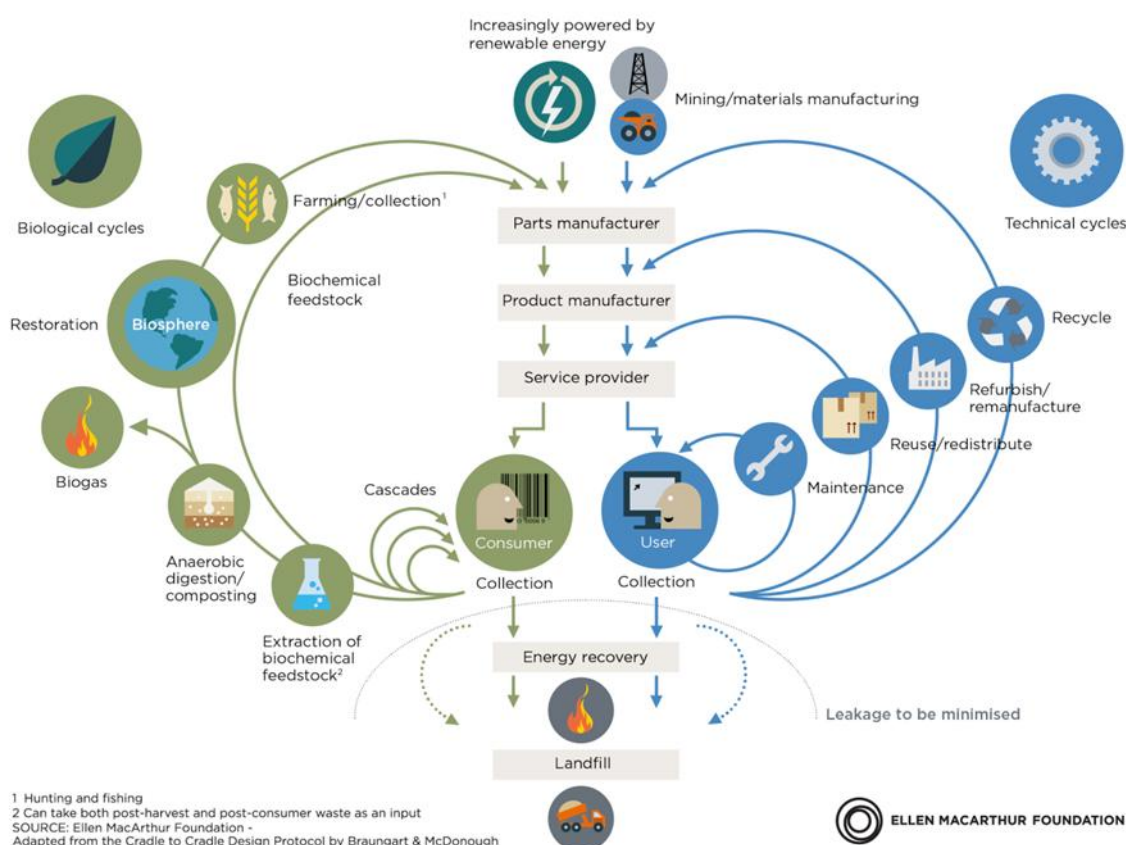 Increasingly powered by
renewable energy
Mining/materials manufacturing
Biological cycles
Farming/collection¹
Technical cycles
Parts manufacturer
Biochemical
feedstock
Product manufacturer
Restoration
Biosphere
Recycle
Service provider
Refurbish/
remanufacture
Reuse/redistribute
Biogas
Cascades
Maintenance
Consumer
User
Anaerobic
digestion/
composting
Collection
Collection
Extraction of
biochemical
feedstock²
Energy recovery
Leakage to be minimised
Landfill
1 Hunting and fishing
2 Can take both post-harvest and post-consumer waste as an input
SOURCE: Ellen MacArthur Foundation -
Adapted from the Cradle to Cradle Design Protocol by Braungart & McDonough
ELLEN MACARTHUR FOUNDATION